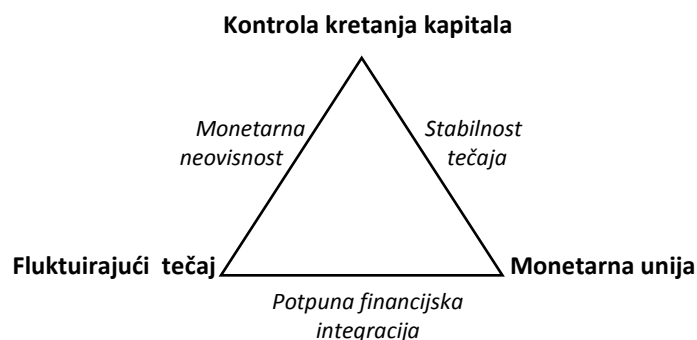 Kontrola kretanja kapitala
Monetarna
neovisnost
Stabilnost
tečaja
Fluktuirajući tečaj
Monetarna unija
Potpuna financijska
integracija